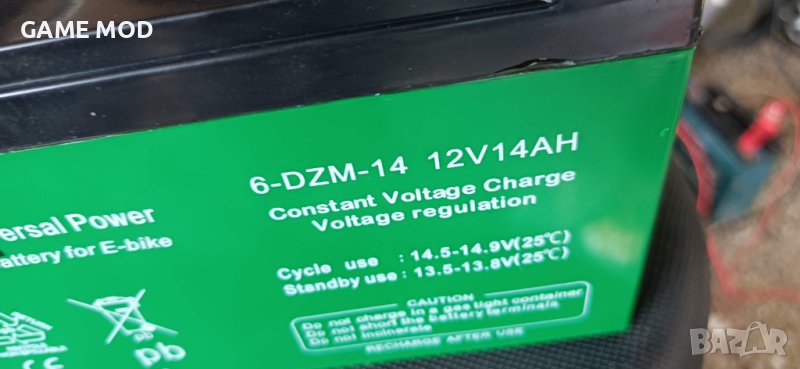 GAME MOD
6-DZM-14 12V14AH
Constant Voltage Charge
Voltage regulation
ersal Power
attery for E-bike
Cycle use : 14.5-14.9V(25℃)
Standby use : 13.5-13.8V(25℃)
CAUTION
Do not charge in a gas tight container
Do not short the battery terminals
Do not incinerele
RECHARGE AFTER USE
Pb
BAZAR